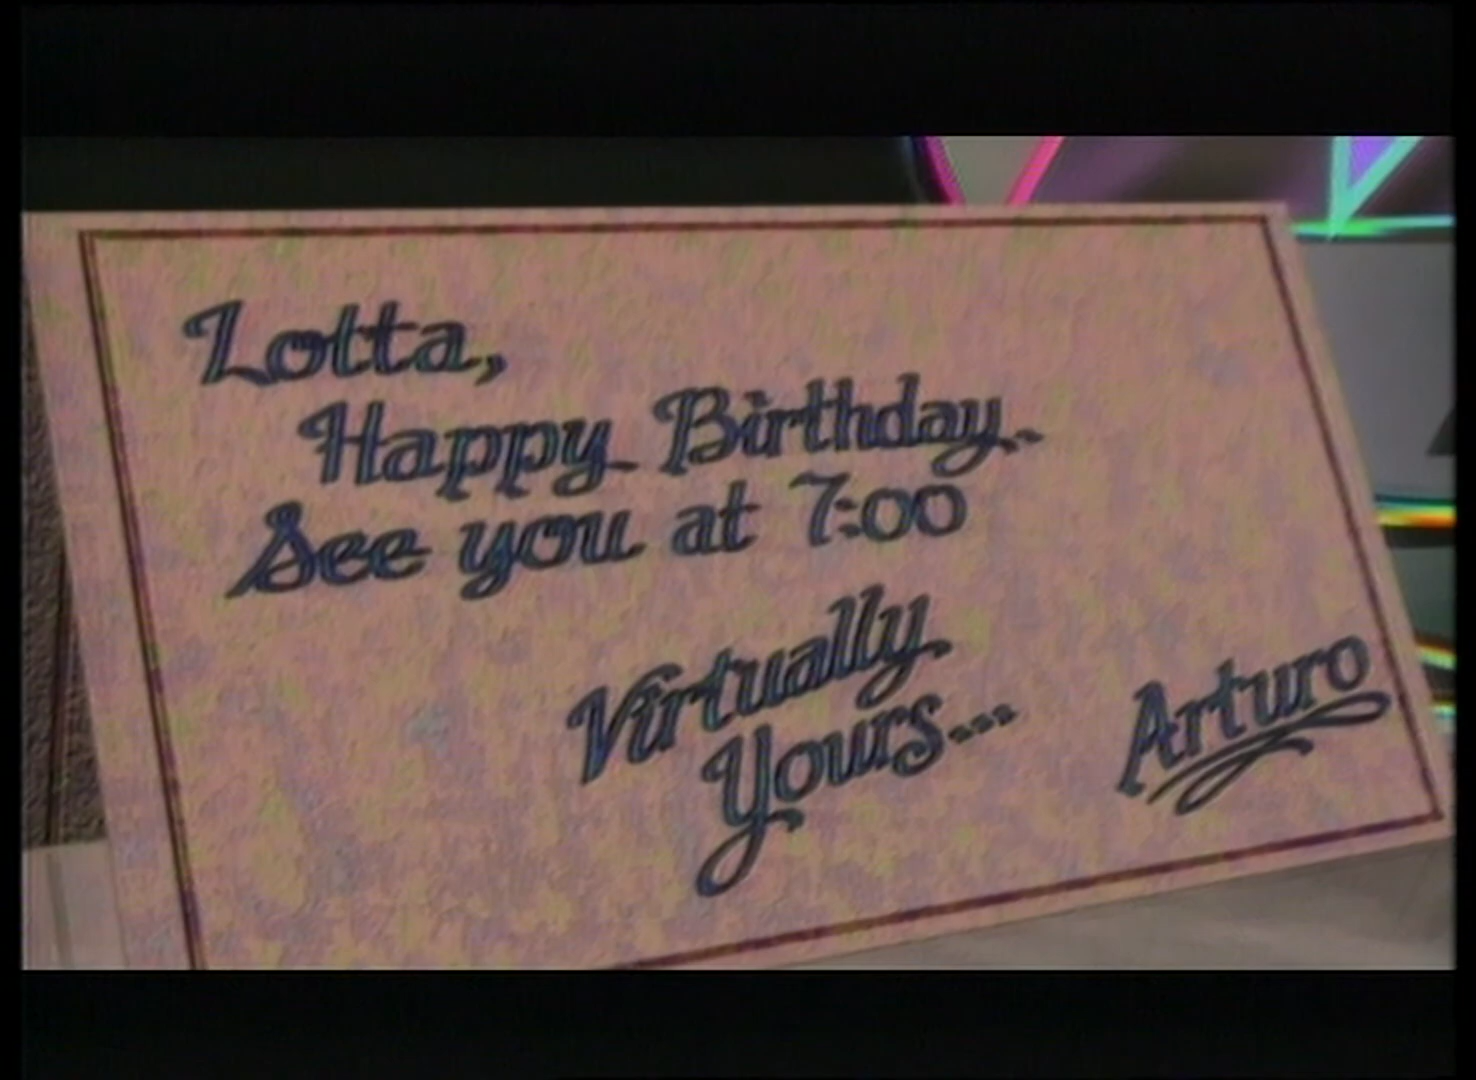 Lotta,
Happy Birthday.
See you at 7:00
Virtually
Yours...
Arturo